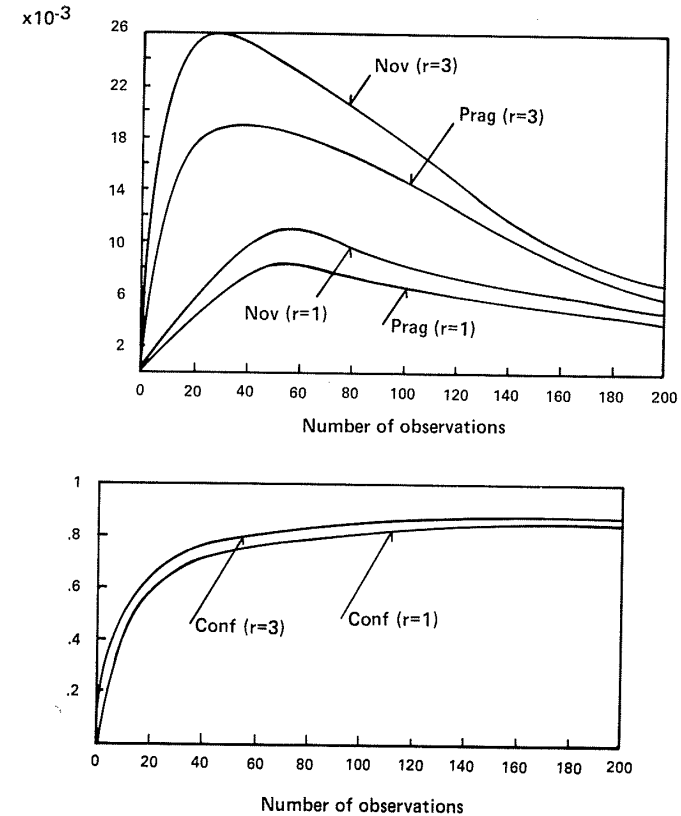 x10-3
26
22
18
14
10
6
2
Nov (r=3)
Prag (r=3)
Nov (r=1)
Prag (r=1)
0 20 40 60 80 100 120 140 160 180 200
Number of observations
1
.8
.6
.4
.2
Conf (r=3)
Conf (r=1)
0 20 40 60 80 100 120 140 160 180 200
Number of observations